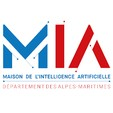 MIA
MAISON DE L'INTELLIGENCE ARTIFICIELLE
DÉPARTEMENT DES ALPES-MARITIMES